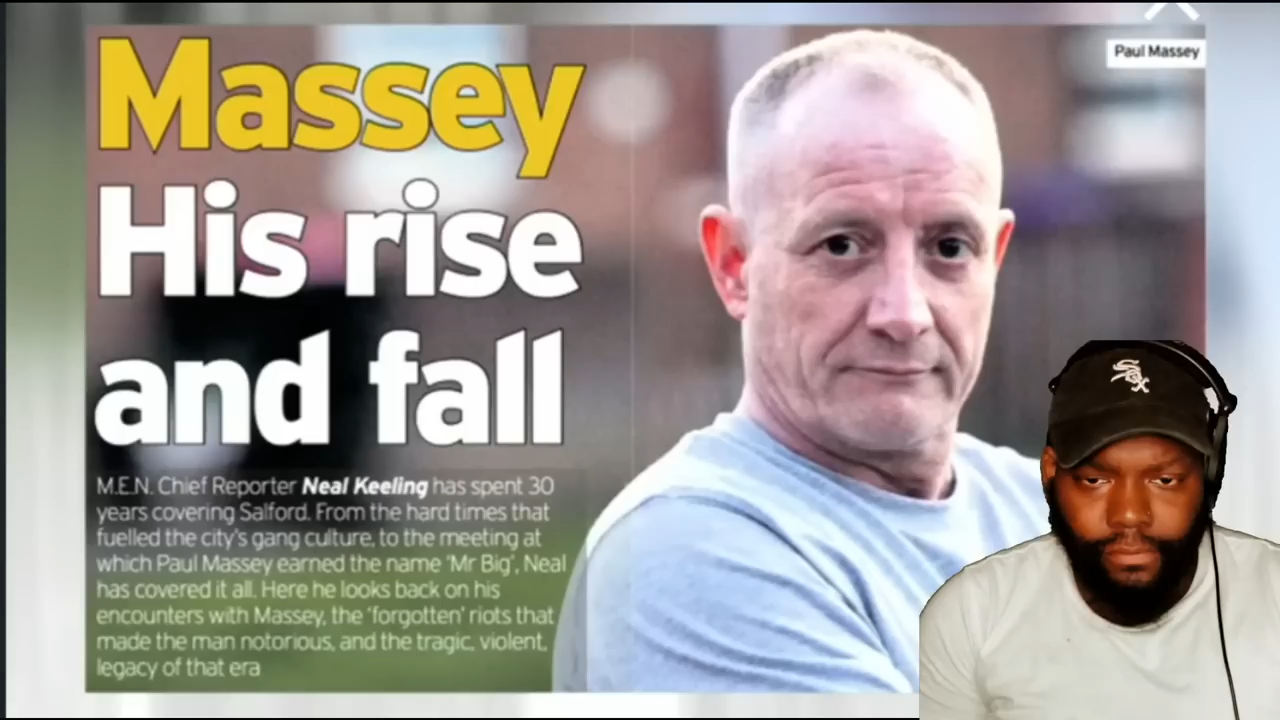 Massey
His rise
and fall
Paul Massey
M.E.N. Chief Reporter Neal Keeling has spent 30
years covering Salford. From the hard times that
fuelled the city's gang culture, to the meeting at
which Paul Massey earned the name 'Mr Big', Neal
has covered it all. Here he looks back on his
encounters with Massey, the 'forgotten' riots that
made the man notorious, and the tragic, violent,
legacy of that era
Sox